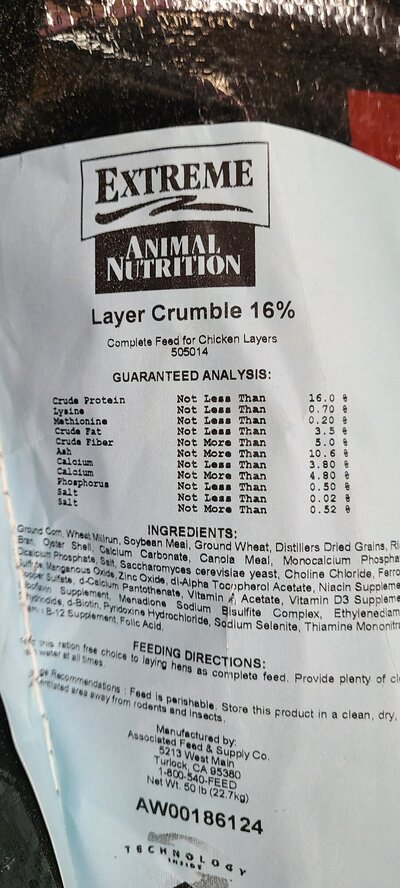 EXTREME
ANIMAL
NUTRITION
Layer Crumble 16%
Complete Feed for Chicken Layers
505014
GUARANTEED ANALYSIS:
Crude Protein Not Less Than 16.0 %
Lysine Not Less Than 0.70 %
Methionine Not Less Than 0.20 %
Crude Fat Not Less Than 3.5 %
Crude Fiber Not More Than 5.0 %
Ash Not More Than 10.6 %
Calcium Not Less Than 3.80 %
Calcium Not More Than 4.80 %
Phosphorus Not Less Than 0.50 %
Salt Not Less Than 0.02 %
Salt Not More Than 0.52 %
INGREDIENTS:
Ground Corn, Wheat Millrun, Soybean Meal, Ground Wheat, Distillers Dried Grains,
Bran, Oyster Shell, Calcium Carbonate, Canola Meal, Monocalcium
Dicalcium Phosphate, Salt, Saccharomyces cerevisiae yeast, Choline Chloride,
Manganous Oxide, Zinc Oxide, dl-Alpha Tocopherol Acetate, Niacin
Sulfate, d-Calcium Pantothenate, Vitamin A Acetate, Vitamin D3
Supplement, Menadione Sodium Bisulfite Complex,
d-Biotin, Pyridoxine Hydrochloride, Sodium Selenite, Thiamine
B-12 Supplement, Folic Acid.
FEEDING DIRECTIONS:
this ration free choice to laying hens as complete feed. Provide plenty of
water at all times.
Recommendations : Feed is perishable. Store this product in a clean, dry,
area away from rodents and insects.
Manufactured by:
Associated Feed & Supply Co.
5213 West Main
Turlock, CA 95380
1-800-540-FEED
Net Wt. 50 lb (22.7kg)
AW00186124
TECHNOLOGY
INSIDE